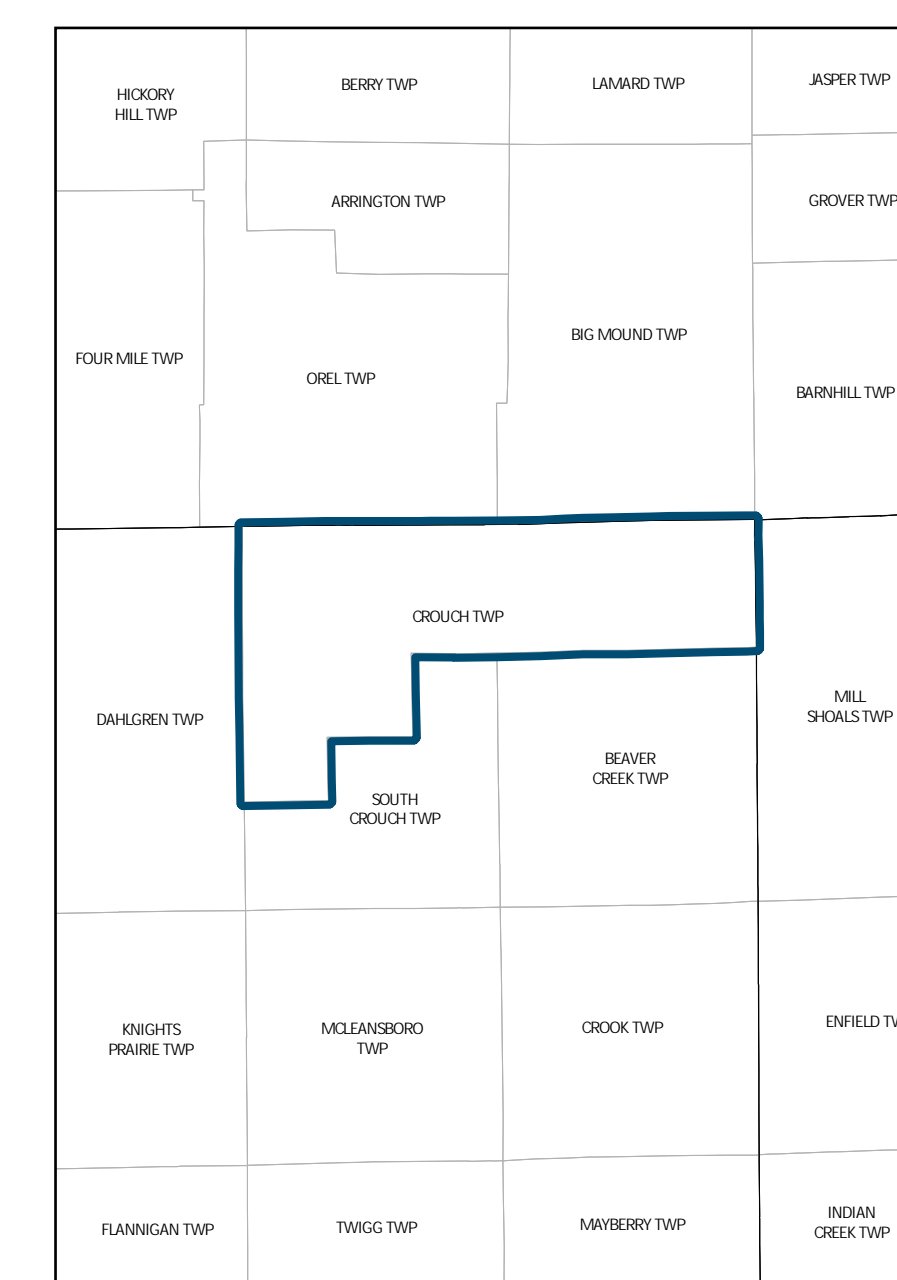 HICKORY
HILL TWP
BERRY TWP
LAMARD TWP
JASPER TWP
ARRINGTON TWP
GROVER TWP
BIG MOUND TWP
FOUR MILE TWP
OREL TWP
BARNHILL TWP
CROUCH TWP
DAHLGREN TWP
MILL
SHOALS TWP
BEAVER
CREEK TWP
SOUTH
CROUCH TWP
KNIGHTS
PRAIRIE TWP
MCLEANSBORO
TWP
CROOK TWP
ENFIELD TW
FLANNIGAN TWP
TWIGG TWP
MAYBERRY TWP
INDIAN
CREEK TWP